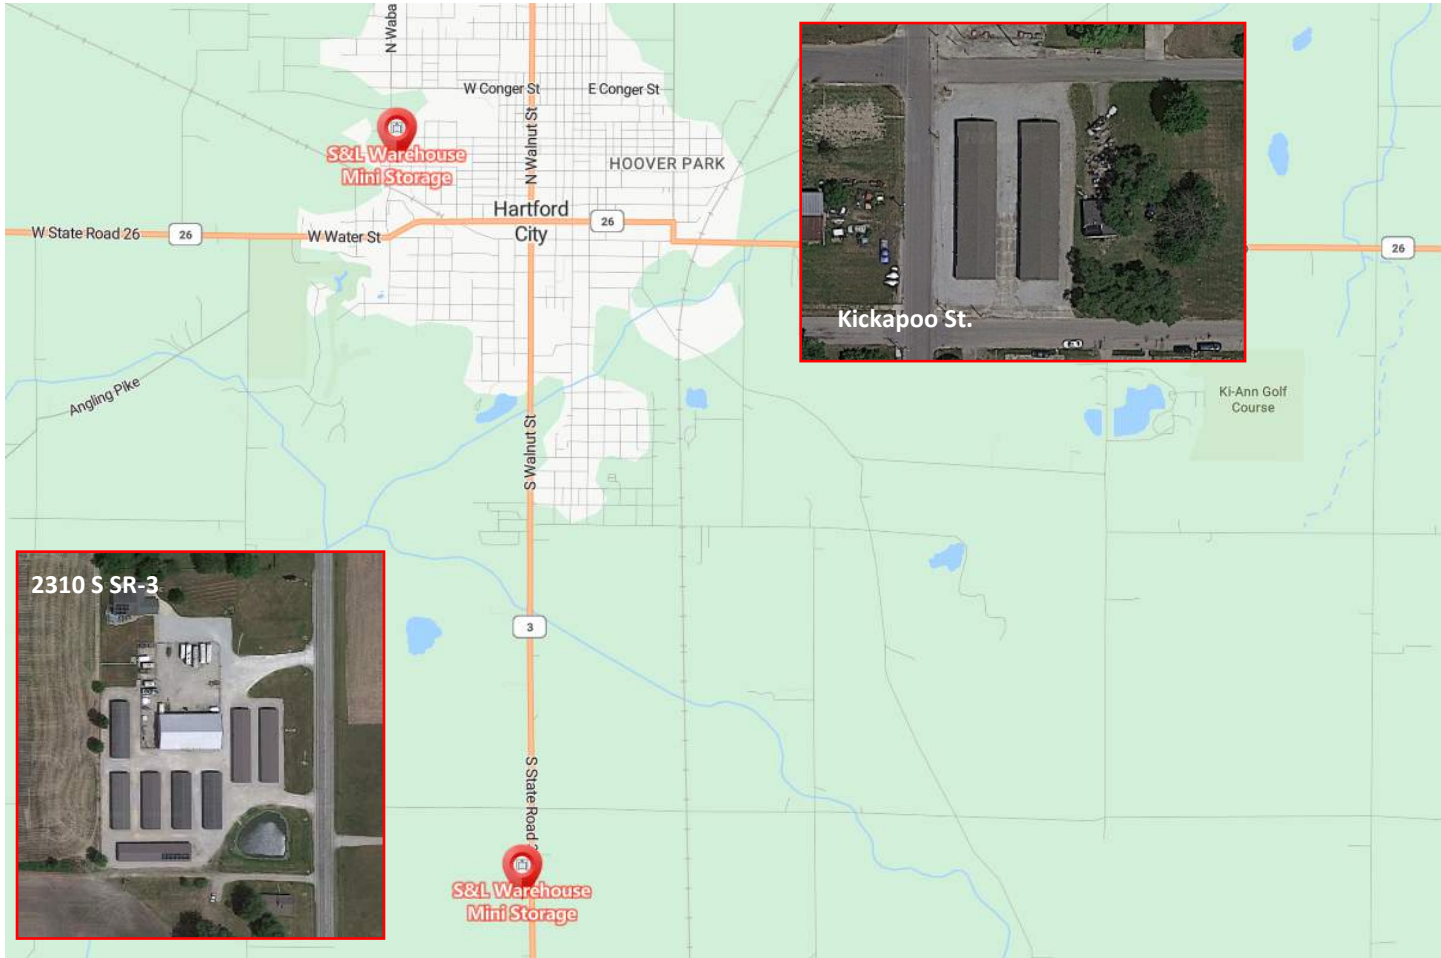 N Waba
W Conger St
E Conger St
N Walnut St
S&L Warehouse
Mini Storage
HOOVER PARK
Hartford
City
26
W State Road 26
26
W Water St
26
Kickapoo St.
Angling Pike
Ki-Ann Golf
Course
S Walnut St
2310 S SR-3
3
S State Road
S&L Warehouse
Mini Storage